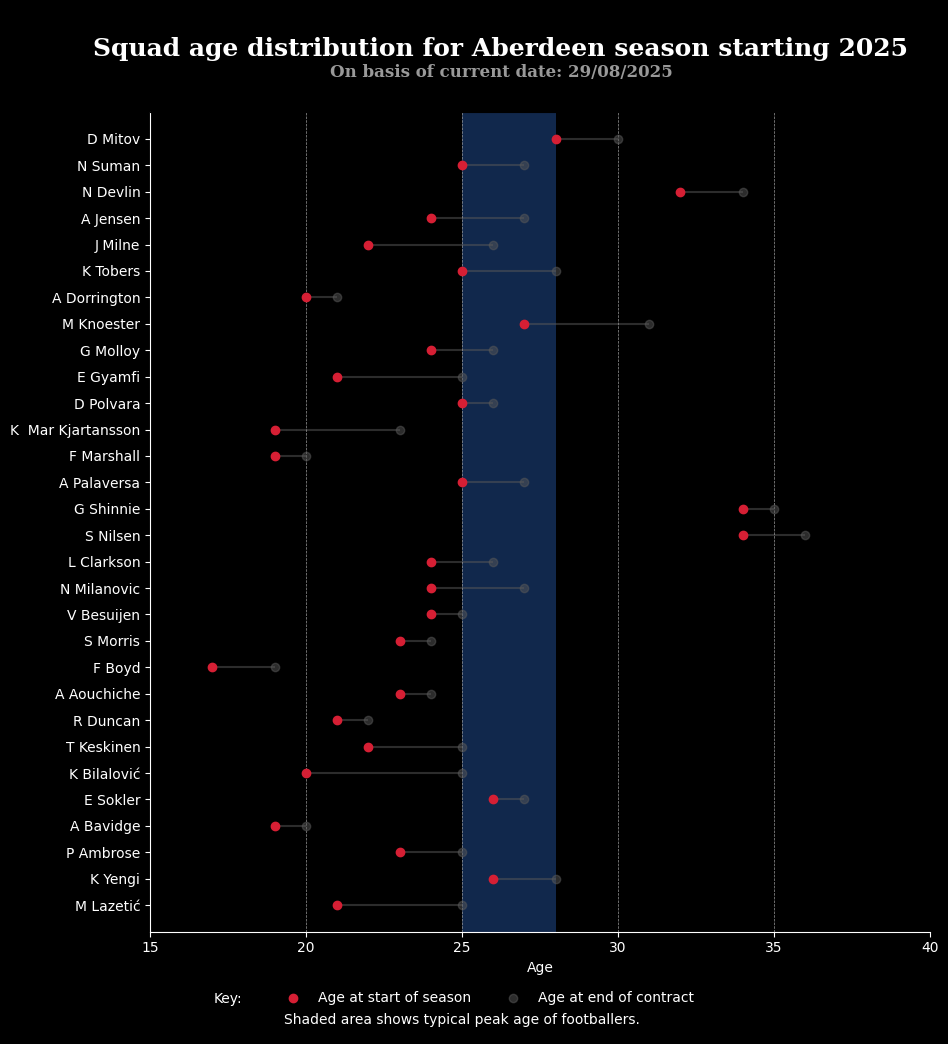 Squad age distribution for Aberdeen season starting 2025
On basis of current date: 29/08/2025
D Mitov
N Suman
N Devlin
A Jensen
J Milne
K Tobers
A Dorrington
M Knoester
G Molloy
E Gyamfi
D Polvara
K  Mar Kjartansson
F Marshall
A Palaversa
G Shinnie
S Nilsen
L Clarkson
N Milanovic
V Besuijen
S Morris
F Boyd
A Aouchiche
R Duncan
T Keskinen
K Bilalović
E Sokler
A Bavidge
P Ambrose
K Yengi
M Lazetić
15 20 25 30 35 40
Age
Key: Age at start of season Age at end of contract
Shaded area shows typical peak age of footballers.